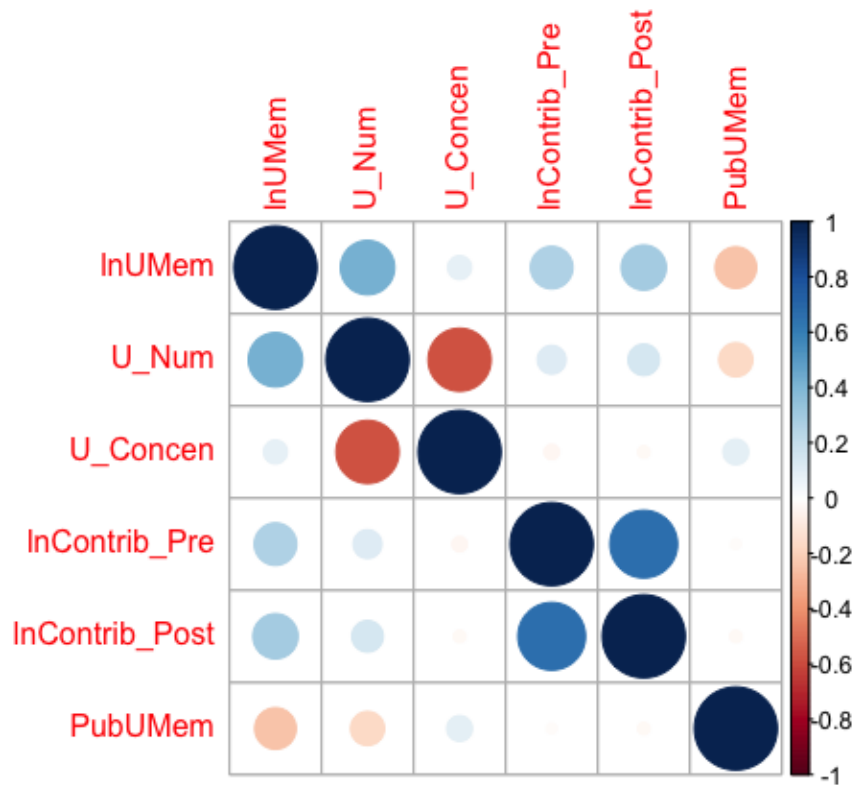 lnUMem
U_Num
U_Concen
lnContrib_Pre
lnContrib_Post
PubUMem
lnUMem
U_Num
U_Concen
lnContrib_Pre
lnContrib_Post
PubUMem
1
0.8
0.6
0.4
0.2
0
-0.2
-0.4
-0.6
-0.8
-1